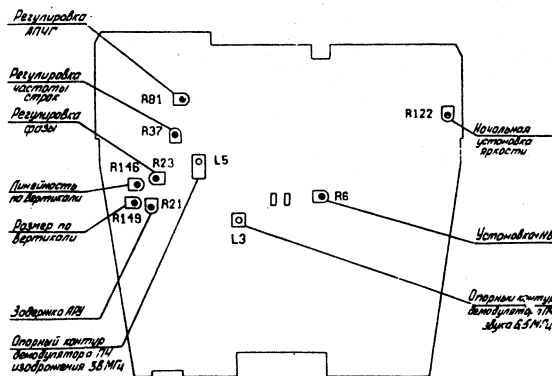 Регулировка
АПЧГ
Регулировка
частоты
строк
Регулировка
фазы
Линейность
по вертикали
Размер по
вертикали
Задержка АРУ
Опорный контур
демодулятора ПЧ
изображения 38 МГц
R81
R37
R23
R146
R149
R21
L5
L3
R6
R122
Начальная
установка
яркости
Установка
Опорный контур
демодулятора
звука 6,5 МГц